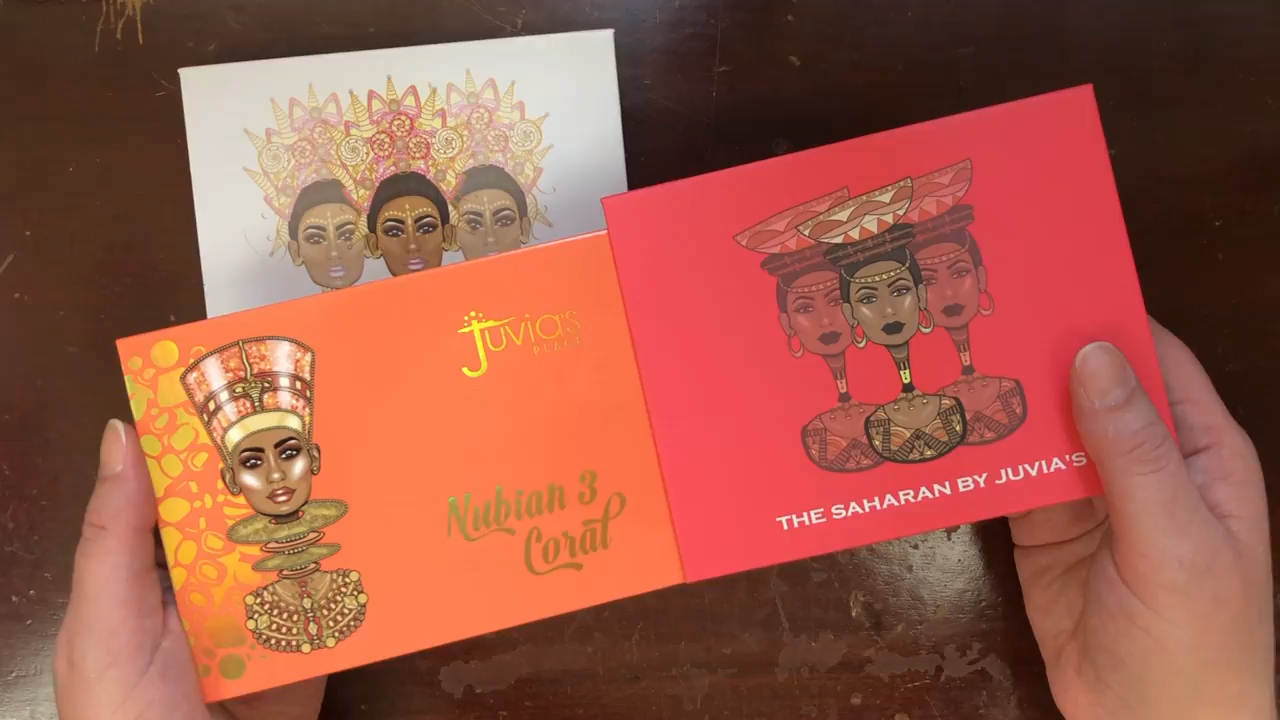 Juvia's
PLACE
Nubian 3
Coral
THE SAHARAN BY JUVIA'S